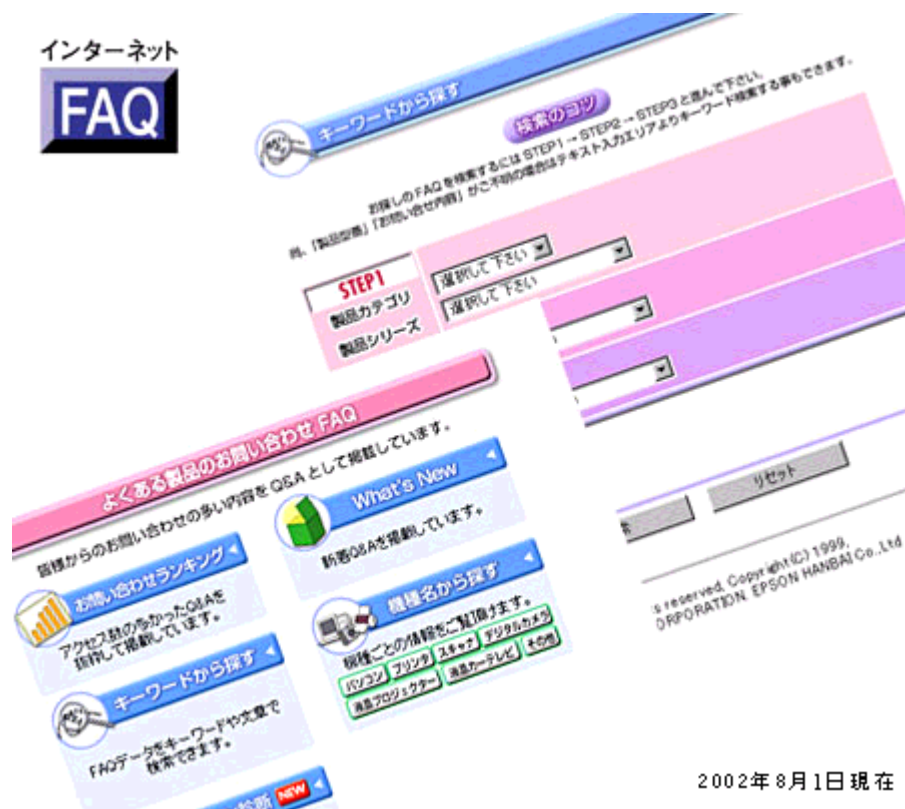 インターネット
FAQ
キーワードから探す
検索のコツ
お探しのFAQを検索するには STEP1 → STEP2 → STEP3 と進んで下さい。
尚、「製品型番」「お問い合せ内容」がご不明の場合はテキスト入力エリアよりキーワード検索する事もできます。
STEP1
製品カテゴリ
選択して下さい
製品シリーズ
選択して下さい
リセット
s reserved, Copyright(C) 1999,
ORPORATION. EPSON HANBAI Co.,Ltd
よくある製品のお問い合わせ FAQ
皆様からのお問い合わせの多い内容を Q&A として掲載しています。
お問い合わせランキング
アクセス数の多かったQ&Aを
抜粋して掲載しています。
キーワードから探す
FAQデータをキーワードや文章で
検索できます。
診断 NEW
What's New
新着Q&Aを掲載しています。
機種名から探す
機種ごとの情報をご覧頂けます。
パソコン プリンタ スキャナ デジタルカメラ
液晶プロジェクター 液晶カーテレビ その他
2002年8月1日現在